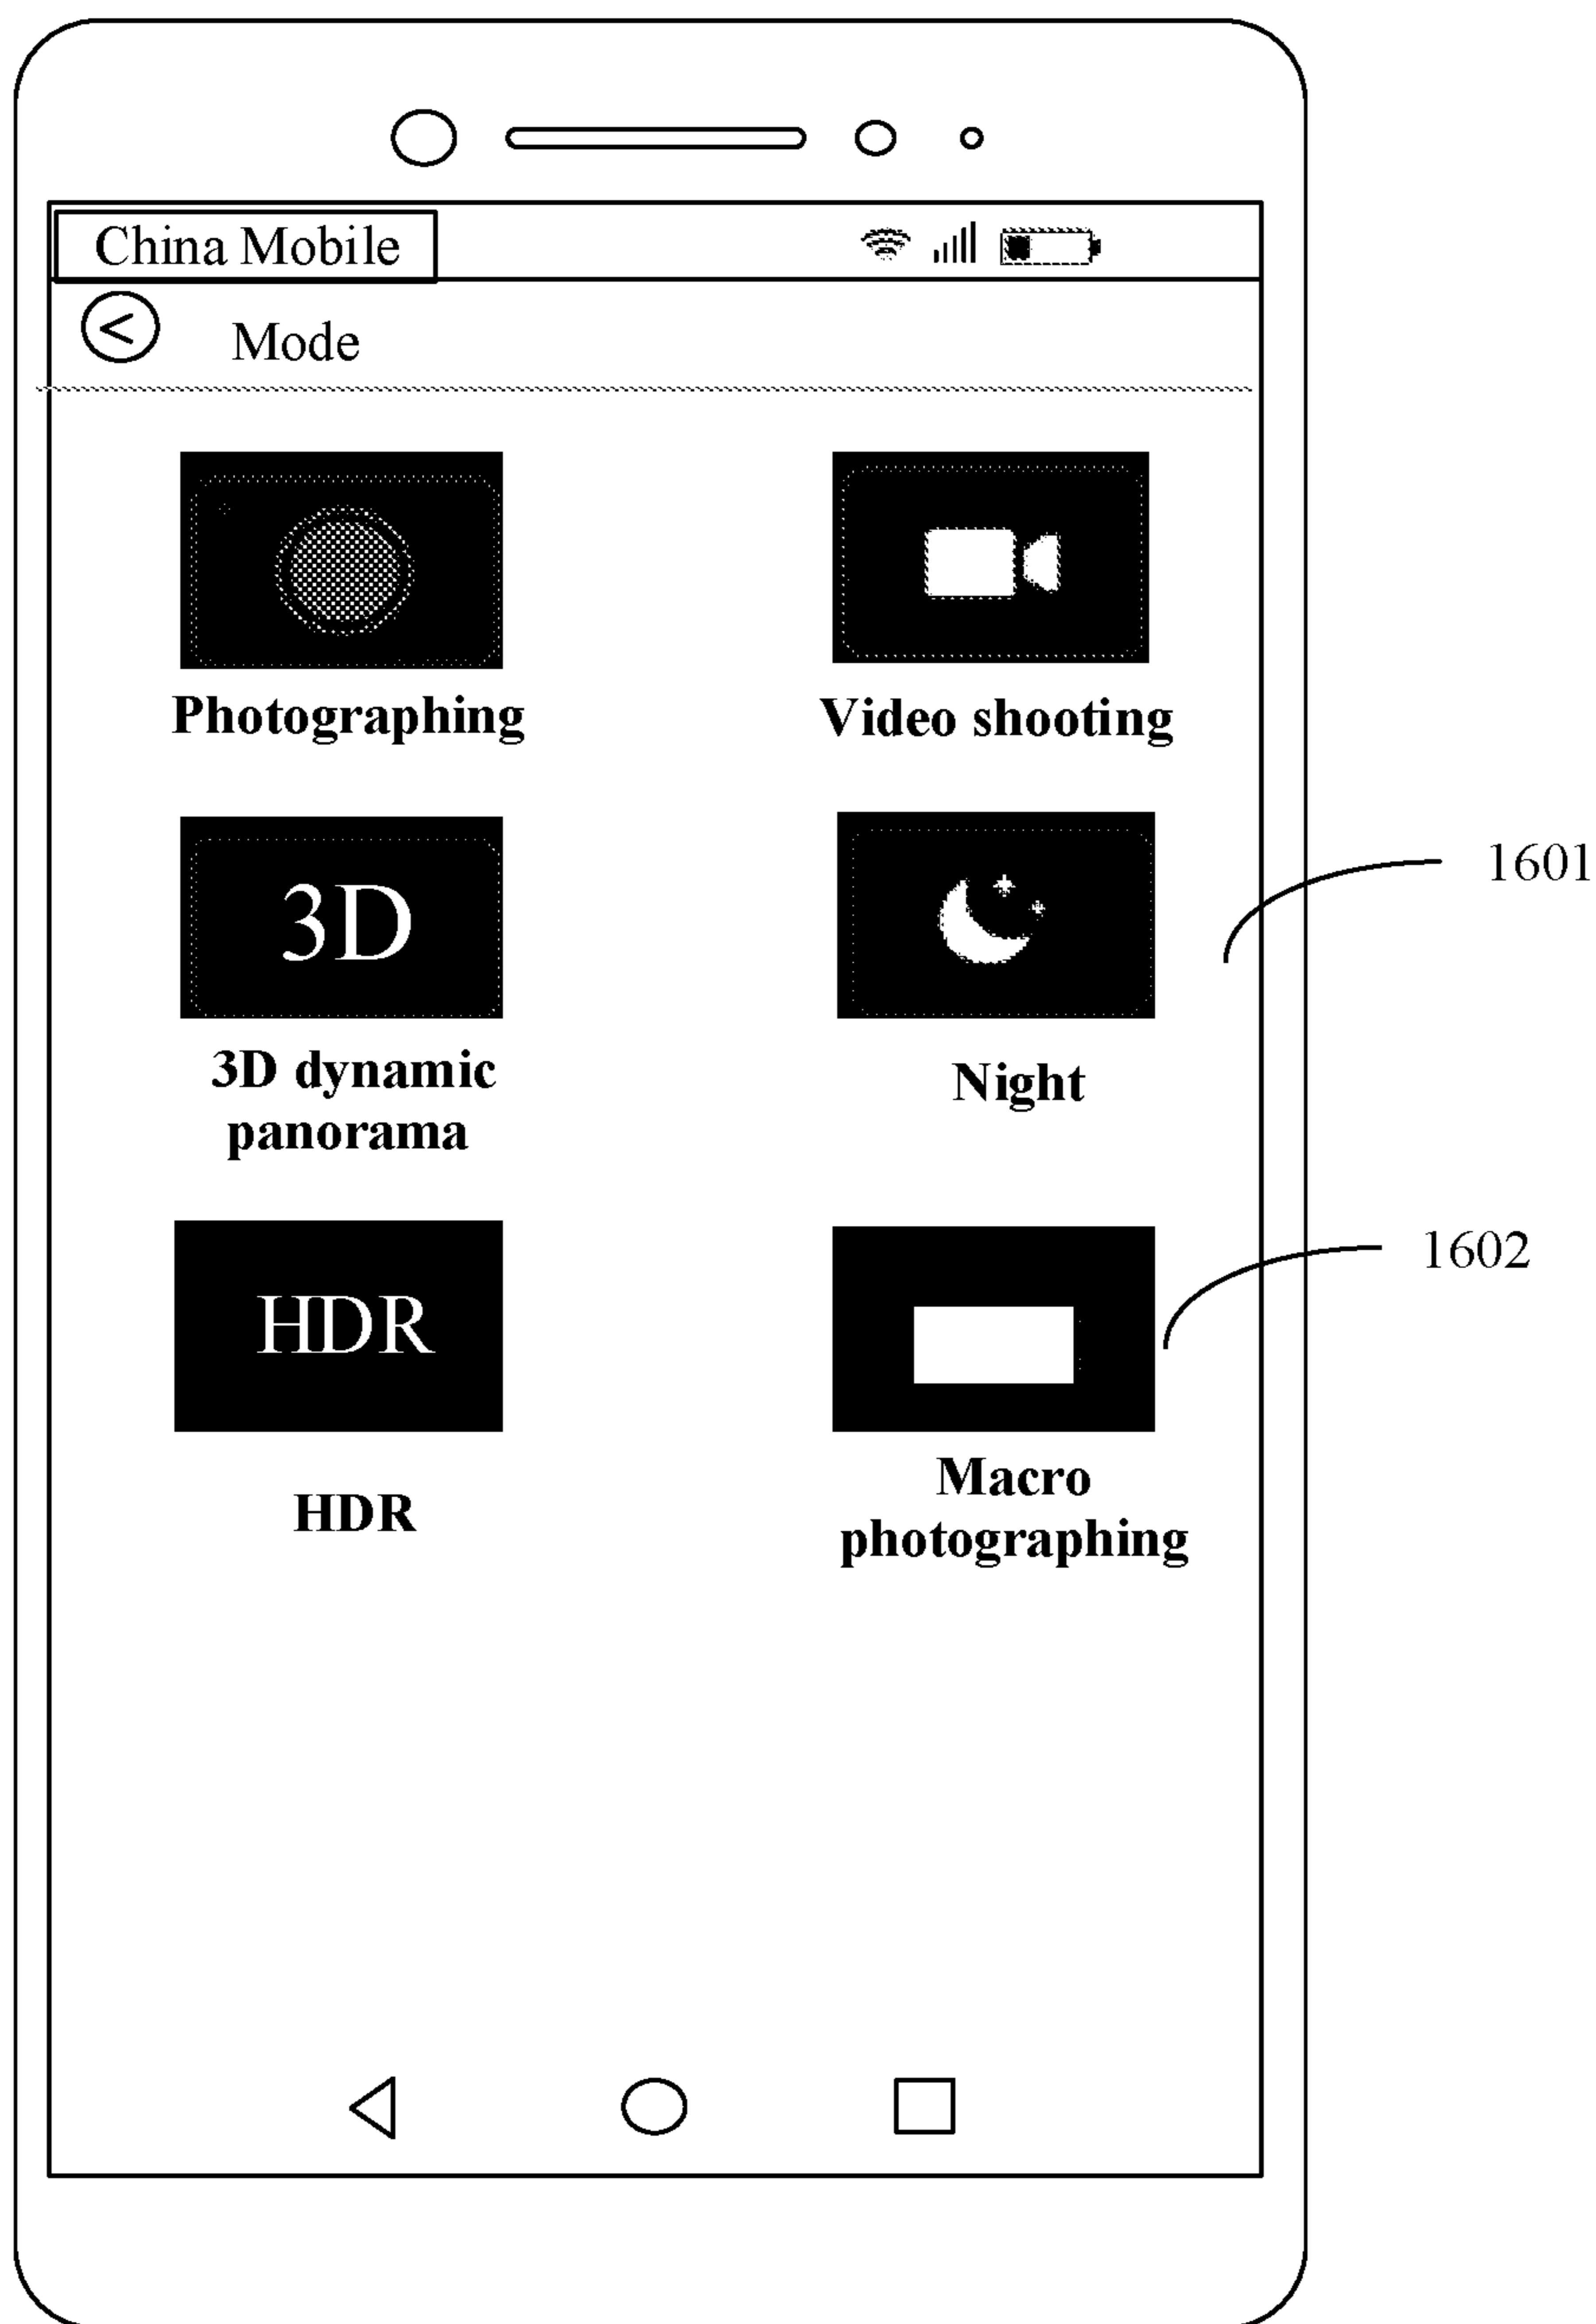 China Mobile
<
Mode
Photographing
Video shooting
1601
3D
3D dynamic
panorama
Night
1602
HDR
HDR
Macro
photographing